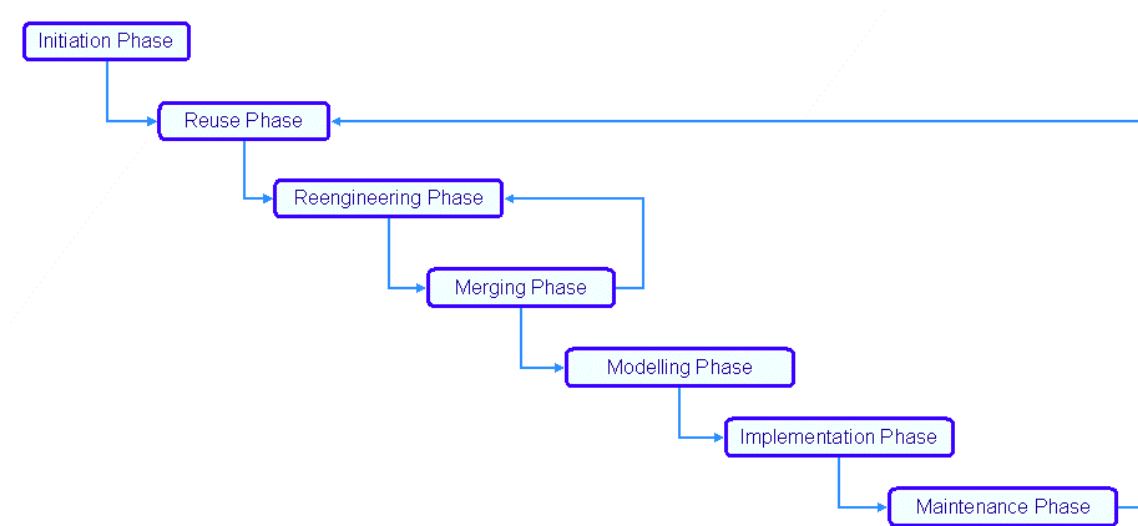 Initiation Phase
Reuse Phase
Reengineering Phase
Merging Phase
Modelling Phase
Implementation Phase
Maintenance Phase